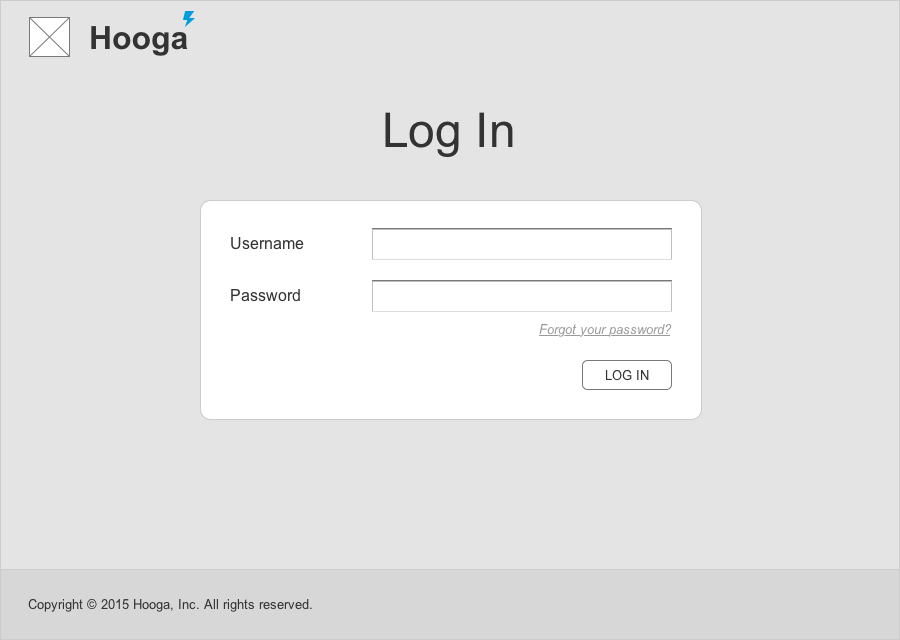 Hooga
Log In
Username
Password
Forgot your password?
LOG IN
Copyright © 2015 Hooga, Inc. All rights reserved.